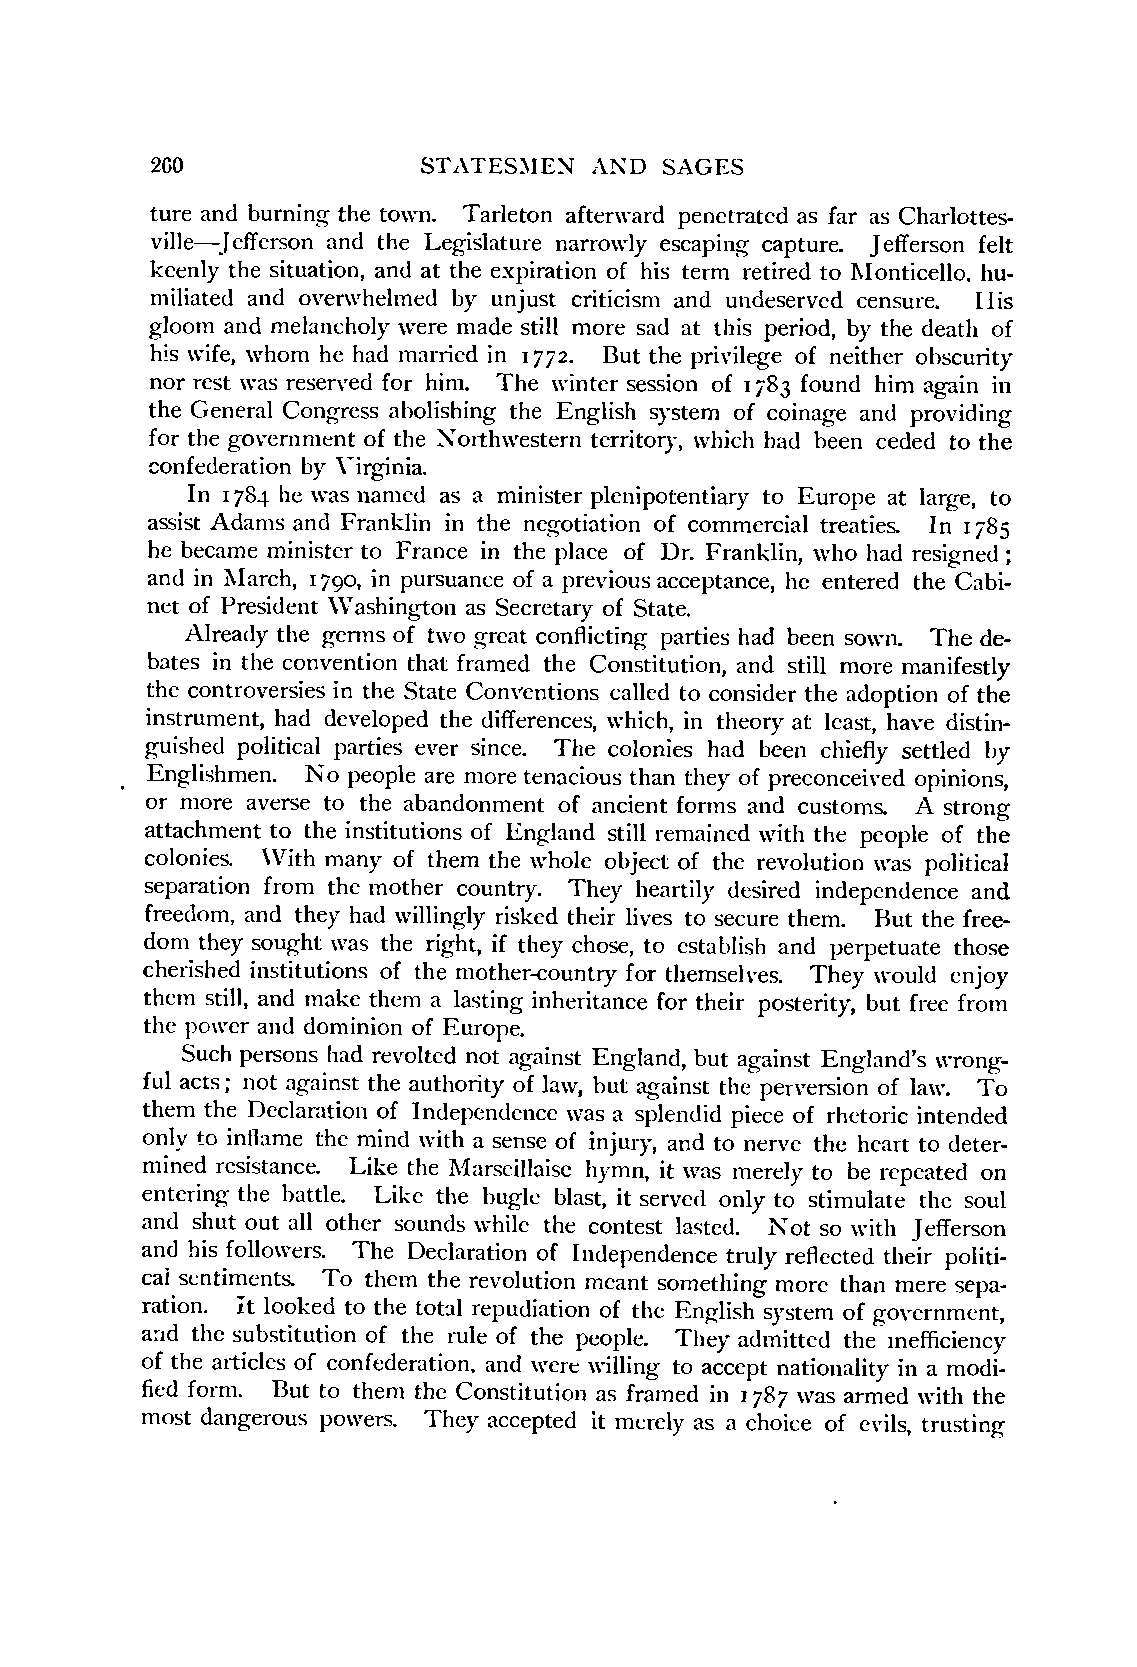 200 STATESMEN AND SAGES
ture and burning the town. Tarleton afterward penetrated as far as Charlottes-
ville—Jefferson and the Legislature narrowly escaping capture. Jefferson felt
keenly the situation, and at the expiration of his term retired to Monticello, hu-
miliated and overwhelmed by unjust criticism and undeserved censure. His
gloom and melancholy were made still more sad at this period, by the death of
his wife, whom he had married in 1772. But the privilege of neither obscurity
nor rest was reserved for him. The winter session of 1783 found him again in
the General Congress abolishing the English system of coinage and providing
for the government of the Northwestern territory, which had been ceded to the
confederation by Virginia.
In 1784 he was named as a minister plenipotentiary to Europe at large, to
assist Adams and Franklin in the negotiation of commercial treaties. In 1785
he became minister to France in the place of Dr. Franklin, who had resigned;
and in March, 1790, in pursuance of a previous acceptance, he entered the Cabi-
net of President Washington as Secretary of State.
Already the germs of two great conflicting parties had been sown. The de-
bates in the convention that framed the Constitution, and still more manifestly
the controversies in the State Conventions called to consider the adoption of the
instrument, had developed the differences, which, in theory at least, have distin-
guished political parties ever since. The colonies had been chiefly settled by
Englishmen. No people are more tenacious than they of preconceived opinions,
or more averse to the abandonment of ancient forms and customs. A strong
attachment to the institutions of England still remained with the people of the
colonies. With many of them the whole object of the revolution was political
separation from the mother country. They heartily desired independence and
freedom, and they had willingly risked their lives to secure them. But the free-
dom they sought was the right, if they chose, to establish and perpetuate those
cherished institutions of the mother-country for themselves. They would enjoy
them still, and make them a lasting inheritance for their posterity, but free from
the power and dominion of Europe.
Such persons had revolted not against England, but against England's wrong-
ful acts; not against the authority of law, but against the perversion of law. To
them the Declaration of Independence was a splendid piece of rhetoric intended
only to inflame the mind with a sense of injury, and to nerve the heart to deter-
mined resistance. Like the Marseillaise hymn, it was merely to be repeated on
entering the battle. Like the bugle blast, it served only to stimulate the soul
and shut out all other sounds while the contest lasted. Not so with Jefferson
and his followers. The Declaration of Independence truly reflected their politi-
cal sentiments. To them the revolution meant something more than mere sepa-
ration. It looked to the total repudiation of the English system of government,
and the substitution of the rule of the people. They admitted the inefficiency
of the articles of confederation, and were willing to accept nationality in a modi-
fied form. But to them the Constitution as framed in 1787 was armed with the
most dangerous powers. They accepted it merely as a choice of evils, trusting